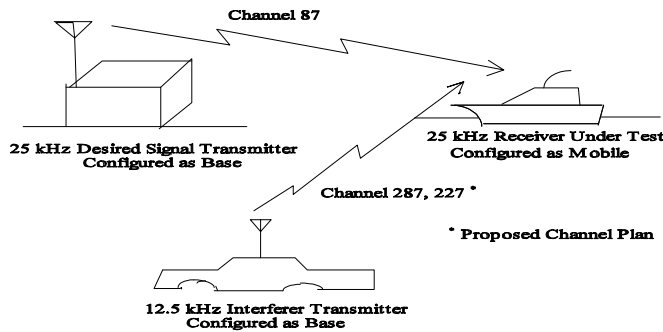 Channel 87
25 kHz Desired Signal Transmitter
Configured as Base
25 kHz Receiver Under Test
Configured as Mobile
Channel 287, 227 *
* Proposed Channel Plan
12.5 kHz Interferer Transmitter
Configured as Base